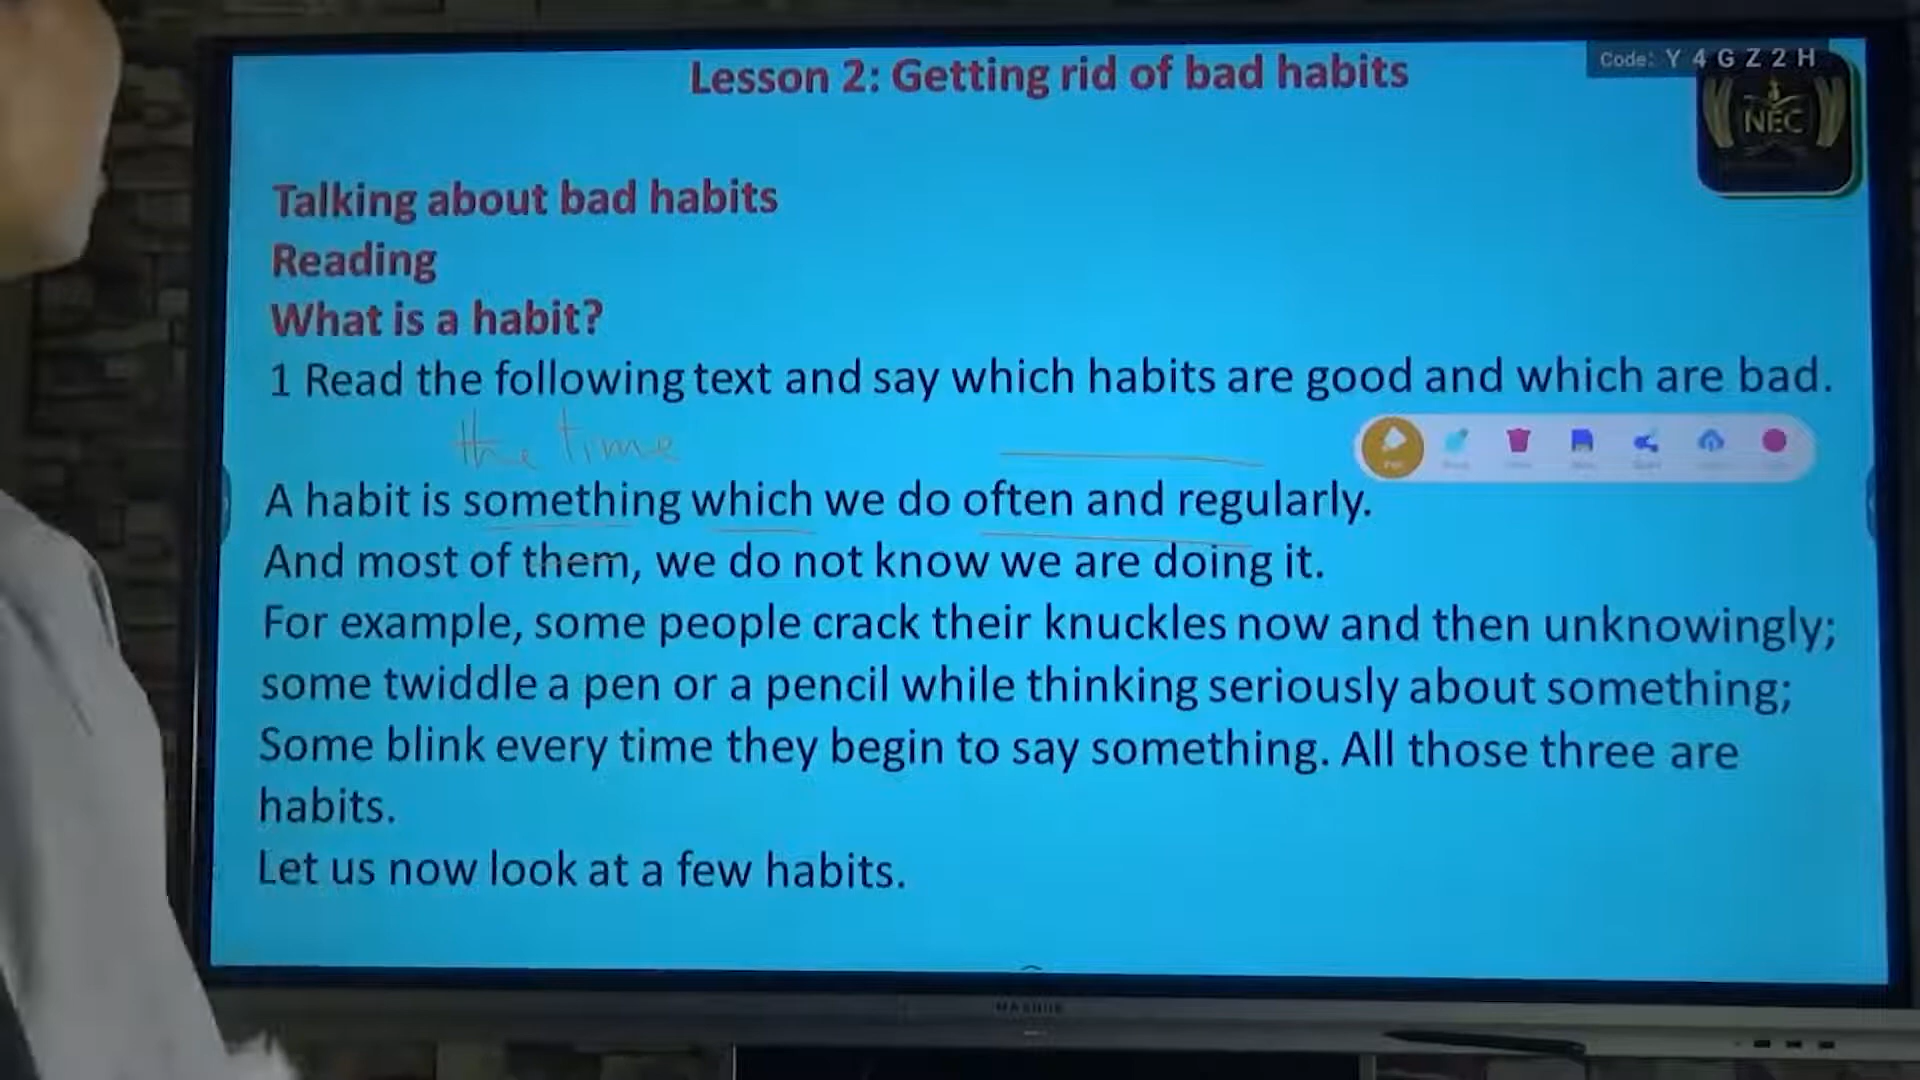 Lesson 2: Getting rid of bad habits
Code: Y 4 G Z 2 H
NEC
Talking about bad habits
Reading
What is a habit?
1 Read the following text and say which habits are good and which are bad.
the time
A habit is something which we do often and regularly.
And most of them, we do not know we are doing it.
For example, some people crack their knuckles now and then unknowingly;
some twiddle a pen or a pencil while thinking seriously about something;
Some blink every time they begin to say something. All those three are
habits.
Let us now look at a few habits.